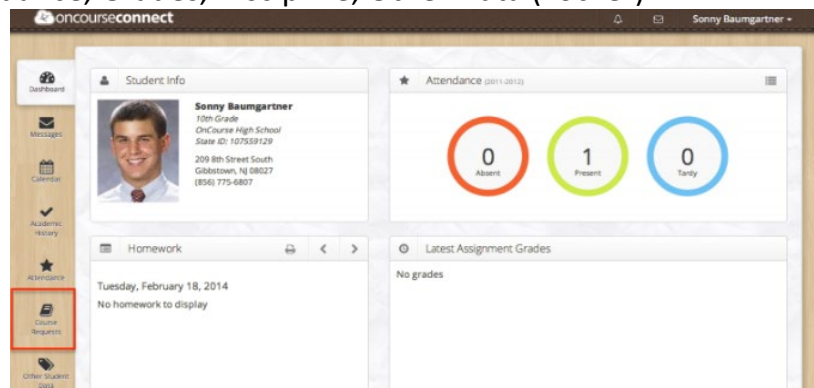 oncourseconnect
Sonny Baumgartner
Dashboard
Messages
Calendar
Academic History
Attendance
Course Requests
Other Student Data
Student Info
Sonny Baumgartner
10th Grade
OnCourse High School
State ID: 107559129
209 8th Street South
Gibbstown, NJ 08027
(856) 775-6807
Attendance (2011-2012)
0
Absent
1
Present
0
Tardy
Homework
Tuesday, February 18, 2014
No homework to display
Latest Assignment Grades
No grades